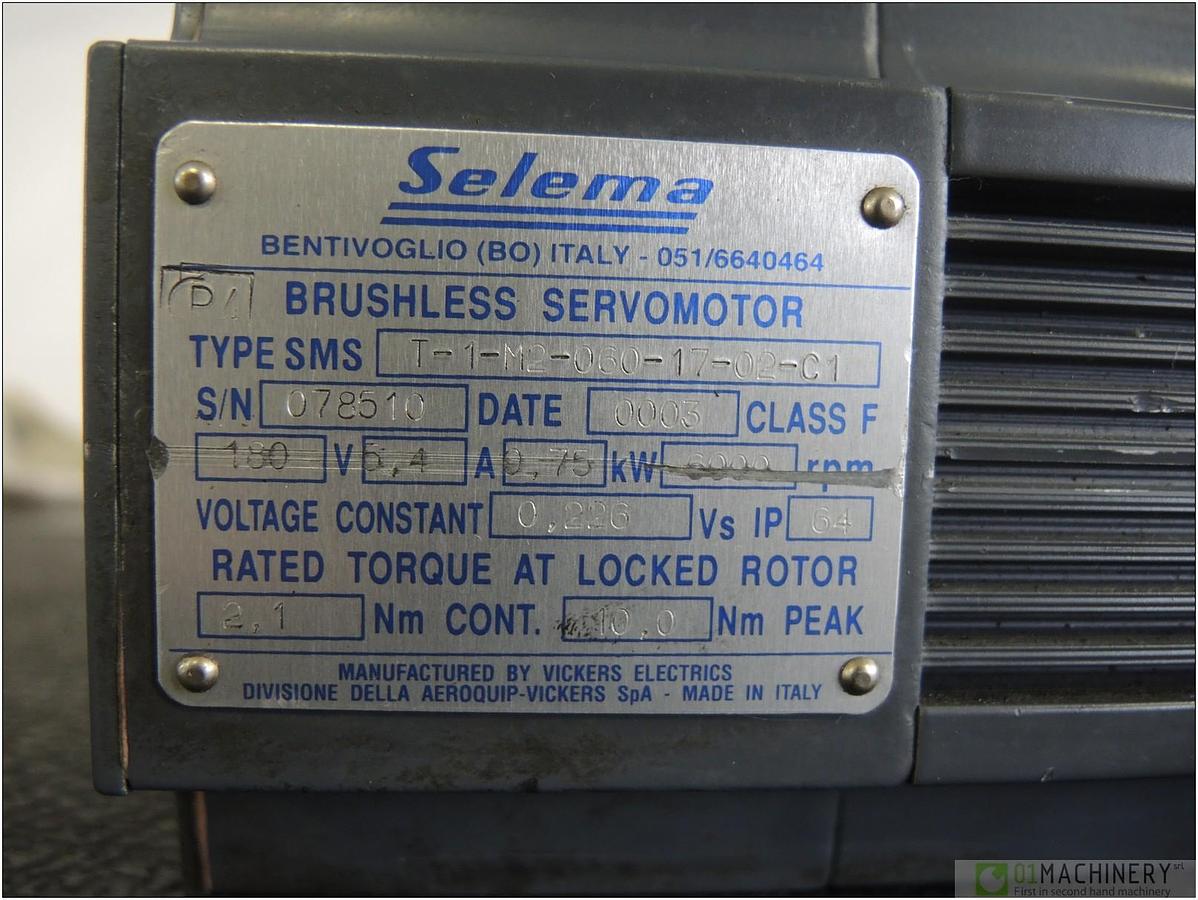 Selema
BENTIVOGLIO (BO) ITALY - 051/6640464
BRUSHLESS SERVOMOTOR
TYPE SMS T-1-M2-060-17-02-C1
S/N 078510 DATE 0003 CLASS F
180 V 5,4 A 0,75 kW rpm
VOLTAGE CONSTANT 0,226 Vs IP 64
RATED TORQUE AT LOCKED ROTOR
2,1 Nm CONT. 10,0 Nm PEAK
MANUFACTURED BY VICKERS ELECTRICS
DIVISIONE DELLA AEROQUIP-VICKERS SpA - MADE IN ITALY
01MACHINERY srl
First in second hand machinery